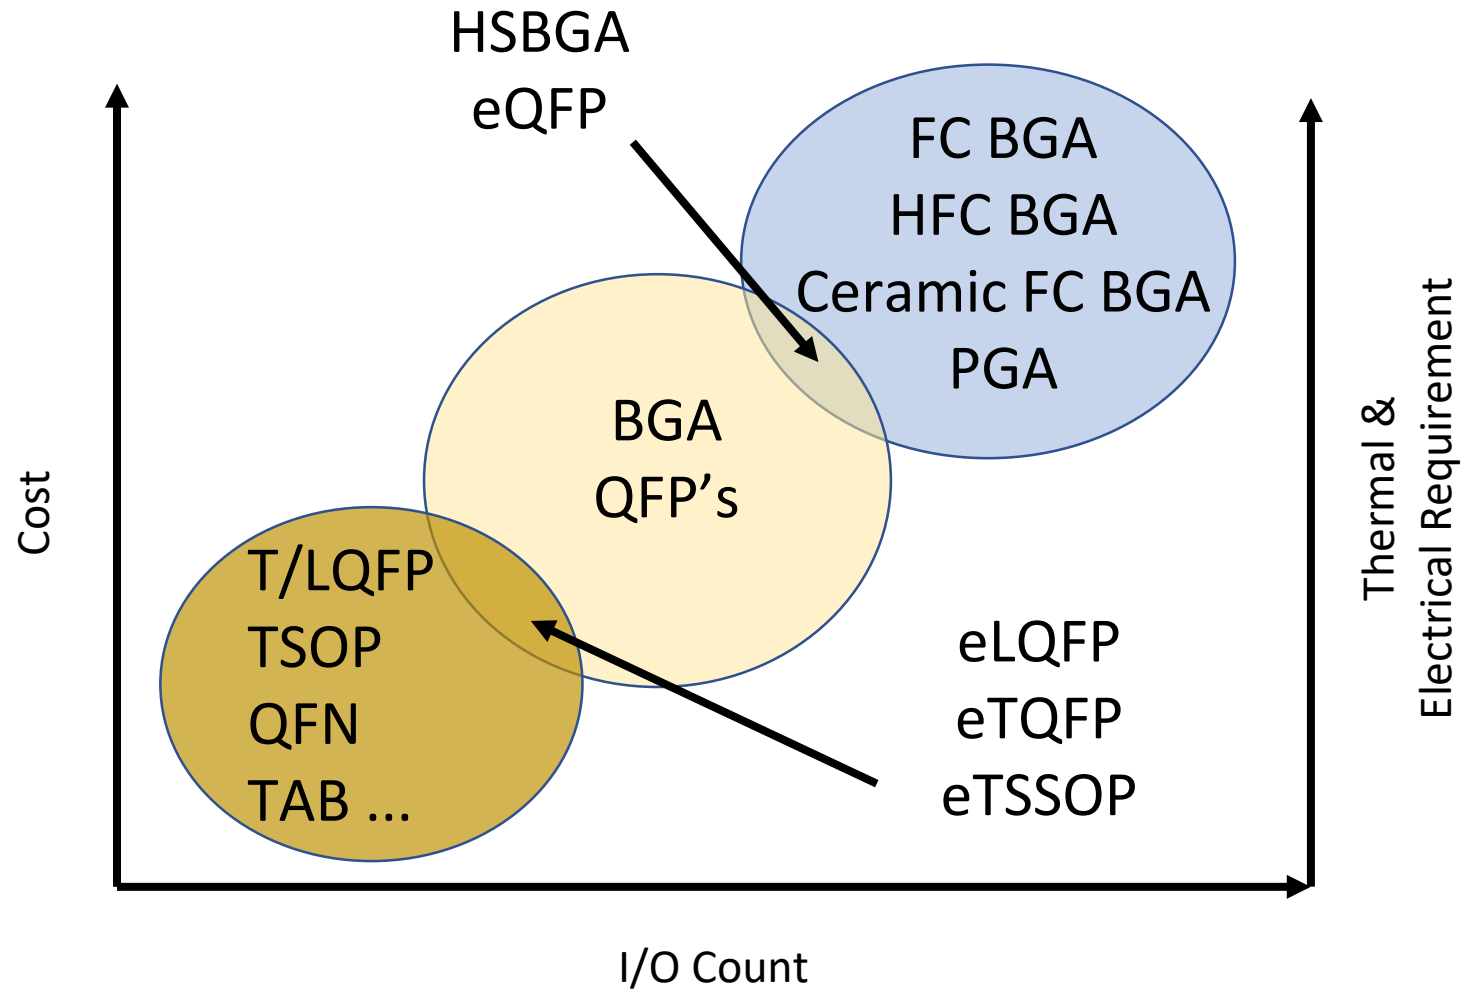 HSBGA
eQFP
FC BGA
HFC BGA
Ceramic FC BGA
PGA
BGA
QFP’s
T/LQFP
TSOP
QFN
TAB ...
eLQFP
eTQFP
eTSSOP
Cost
Thermal &
Electrical Requirement
I/O Count